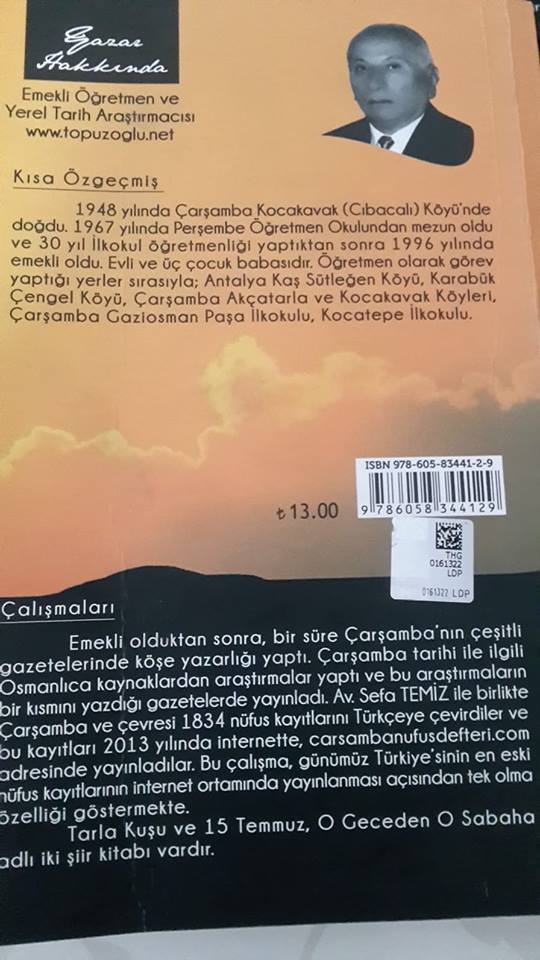 Yazar
Hakkında
Emekli Öğretmen ve
Yerel Tarih Araştırmacısı
www.topuzoglu.net
Kısa Özgeçmiş
1948 yılında Çarşamba Kocakavak (Cıbacalı) Köyü'nde
doğdu. 1967 yılında Perşembe Öğretmen Okulundan mezun oldu
ve 30 yıl İlkokul öğretmenliği yaptıktan sonra 1996 yılında
emekli oldu. Evli ve üç çocuk babasıdır. Öğretmen olarak görev
yaptığı yerler sırasıyla; Antalya Kaş Sütleğen Köyü, Karabük
Çengel Köyü, Çarşamba Akçatarla ve Kocakavak Köyleri,
Çarşamba Gaziosman Paşa İlkokulu, Kocatepe İlkokulu.
ISBN 978-605-83441-2-9
₺ 13.00
9 786058 344129
THG
0161322
LDP
0161322 LDP
Çalışmaları
Emekli olduktan sonra, bir süre Çarşamba'nın çeşitli
gazetelerinde köşe yazarlığı yaptı. Çarşamba tarihi ile ilgili
Osmanlıca kaynaklardan araştırmalar yaptı ve bu araştırmaların
bir kısmını yazdığı gazetelerde yayınladı. Av. Sefa TEMİZ ile birlikte
Çarşamba ve çevresi 1834 nüfus kayıtlarını Türkçeye çevirdiler ve
bu kayıtları 2013 yılında internette, carsambanufusdefteri.com
adresinde yayınladılar. Bu çalışma, günümüz Türkiye'sinin en eski
nüfus kayıtlarının internet ortamında yayınlanması açısından tek olma
özelliği göstermekte.
Tarla Kuşu ve 15 Temmuz, O Geceden O Sabaha
adlı iki şiir kitabı vardır.